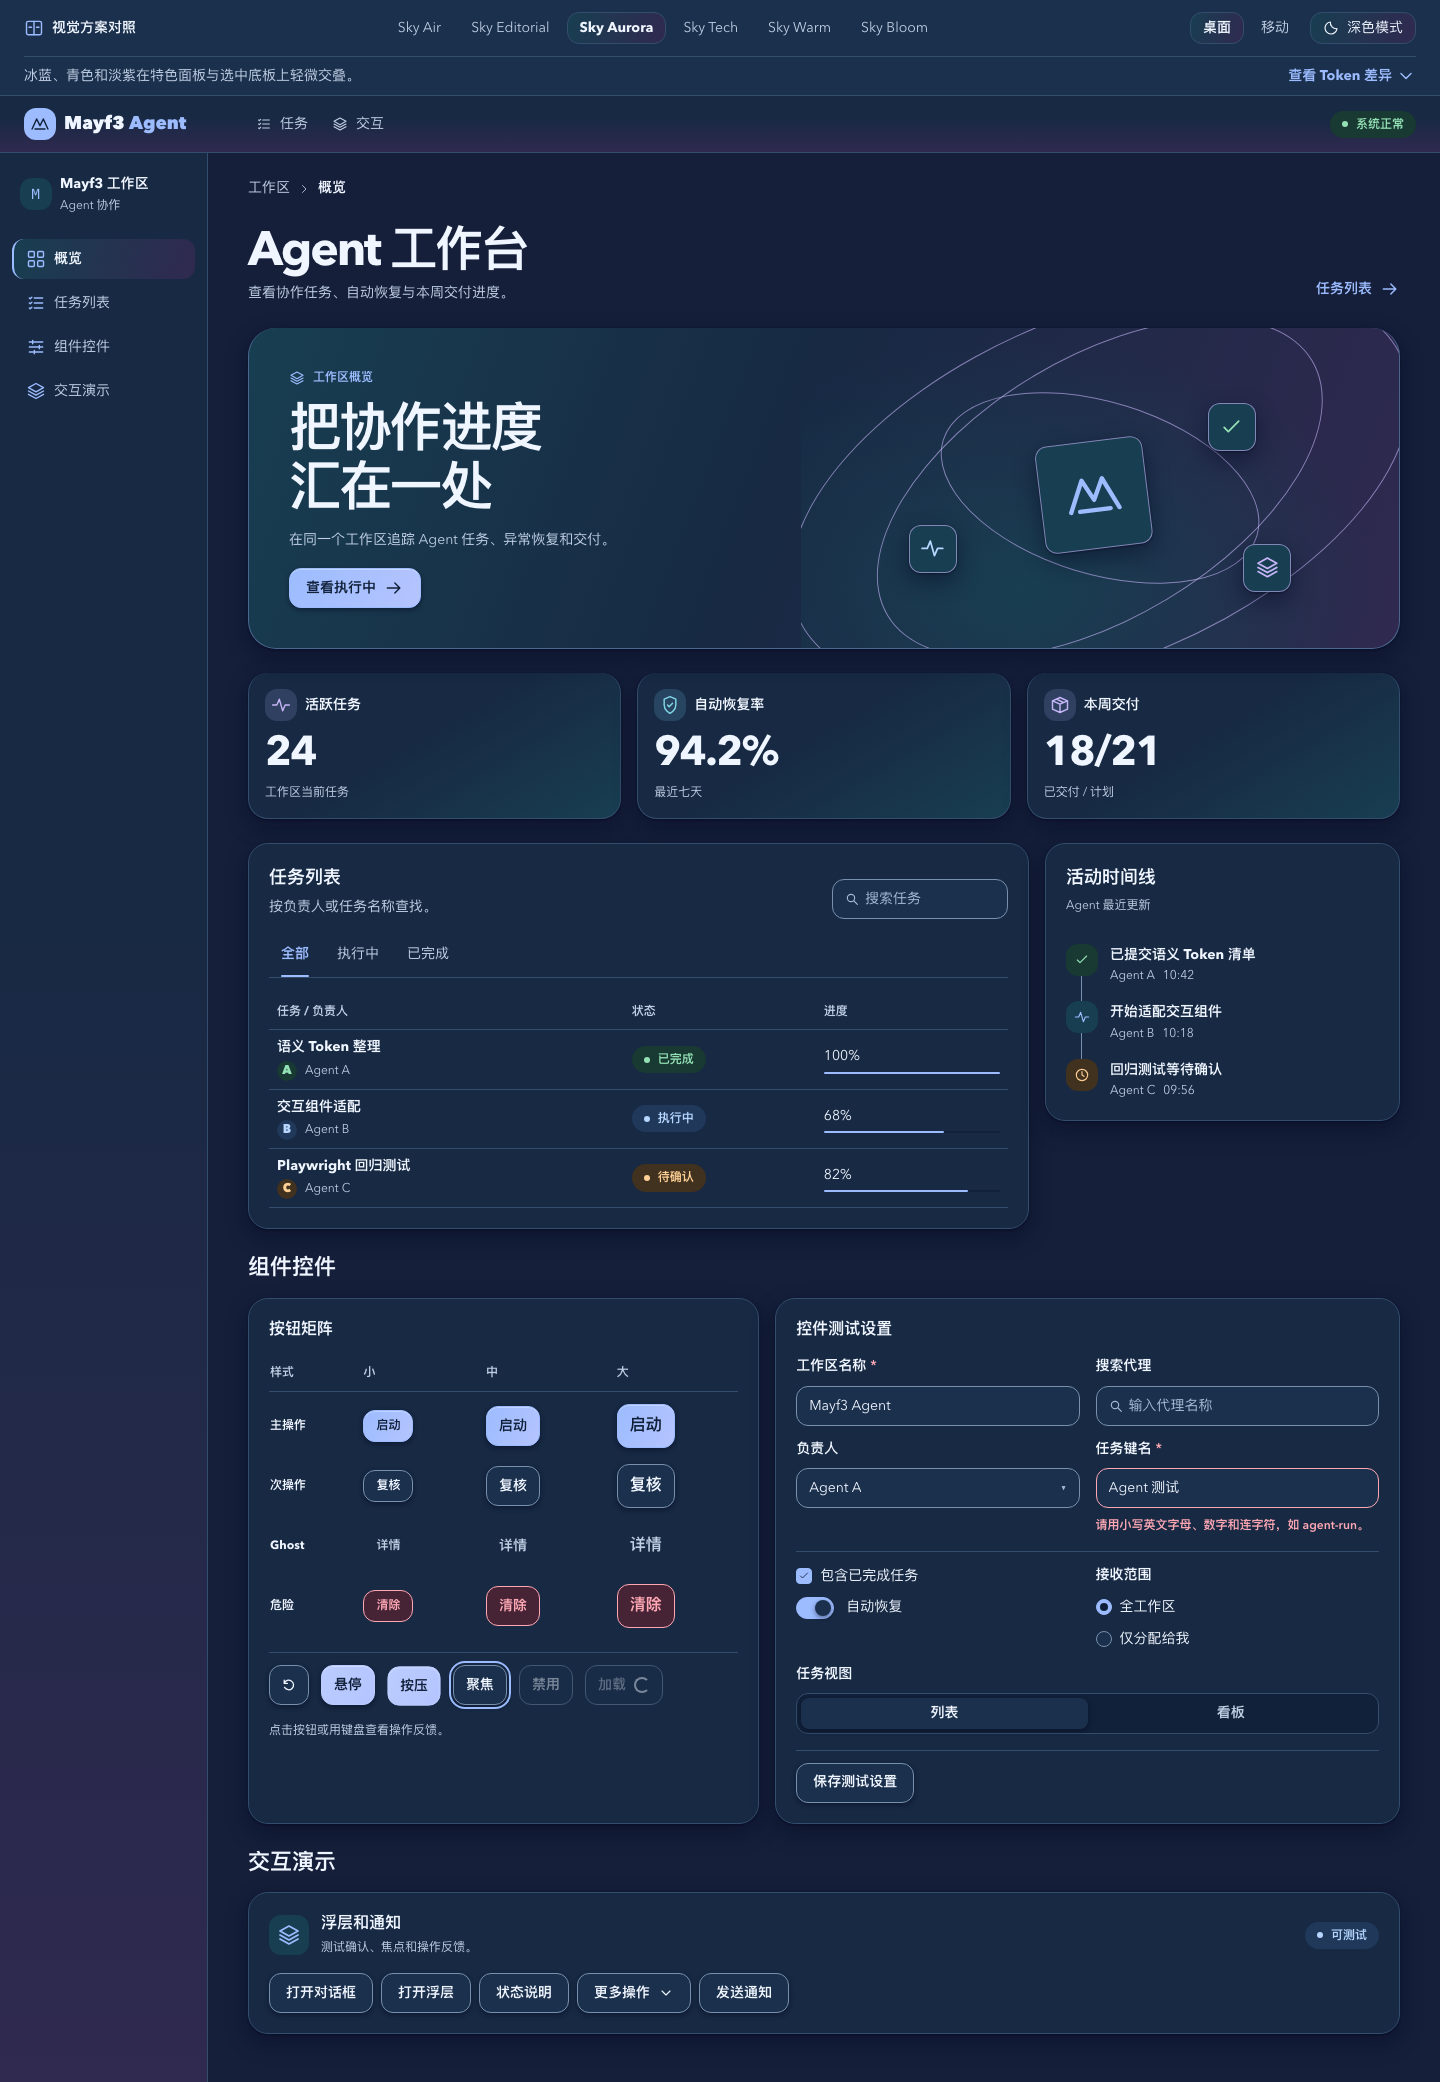 视觉方案对照
Sky Air
Sky Editorial
Sky Aurora
Sky Tech
Sky Warm
Sky Bloom
桌面
移动
深色模式
冰蓝、青色和淡紫在特色面板与选中底板上轻微交叠。
查看 Token 差异
Mayf3 Agent
任务
交互
系统正常
M
Mayf3 工作区
Agent 协作
概览
任务列表
组件控件
交互演示
工作区
概览
Agent 工作台
查看协作任务、自动恢复与本周交付进度。
任务列表
工作区概览
把协作进度
汇在一处
在同一个工作区追踪 Agent 任务、异常恢复和交付。
查看执行中
活跃任务
24
工作区当前任务
自动恢复率
94.2%
最近七天
本周交付
18/21
已交付 / 计划
任务列表
按负责人或任务名称查找。
搜索任务
全部
执行中
已完成
任务 / 负责人
状态
进度
语义 Token 整理
A
Agent A
已完成
100%
交互组件适配
B
Agent B
执行中
68%
Playwright 回归测试
C
Agent C
待确认
82%
活动时间线
Agent 最近更新
已提交语义 Token 清单
Agent A 10:42
开始适配交互组件
Agent B 10:18
回归测试等待确认
Agent C 09:56
组件控件
按钮矩阵
样式
小
中
大
主操作
启动
启动
启动
次操作
复核
复核
复核
Ghost
详情
详情
详情
危险
清除
清除
清除
悬停
按压
聚焦
禁用
加载
点击按钮或用键盘查看操作反馈。
控件测试设置
工作区名称 *
Mayf3 Agent
搜索代理
输入代理名称
负责人
Agent A
任务键名 *
Agent 测试
请用小写英文字母、数字和连字符，如 agent-run。
包含已完成任务
自动恢复
接收范围
全工作区
仅分配给我
任务视图
列表
看板
保存测试设置
交互演示
浮层和通知
测试确认、焦点和操作反馈。
可测试
打开对话框
打开浮层
状态说明
更多操作
发送通知